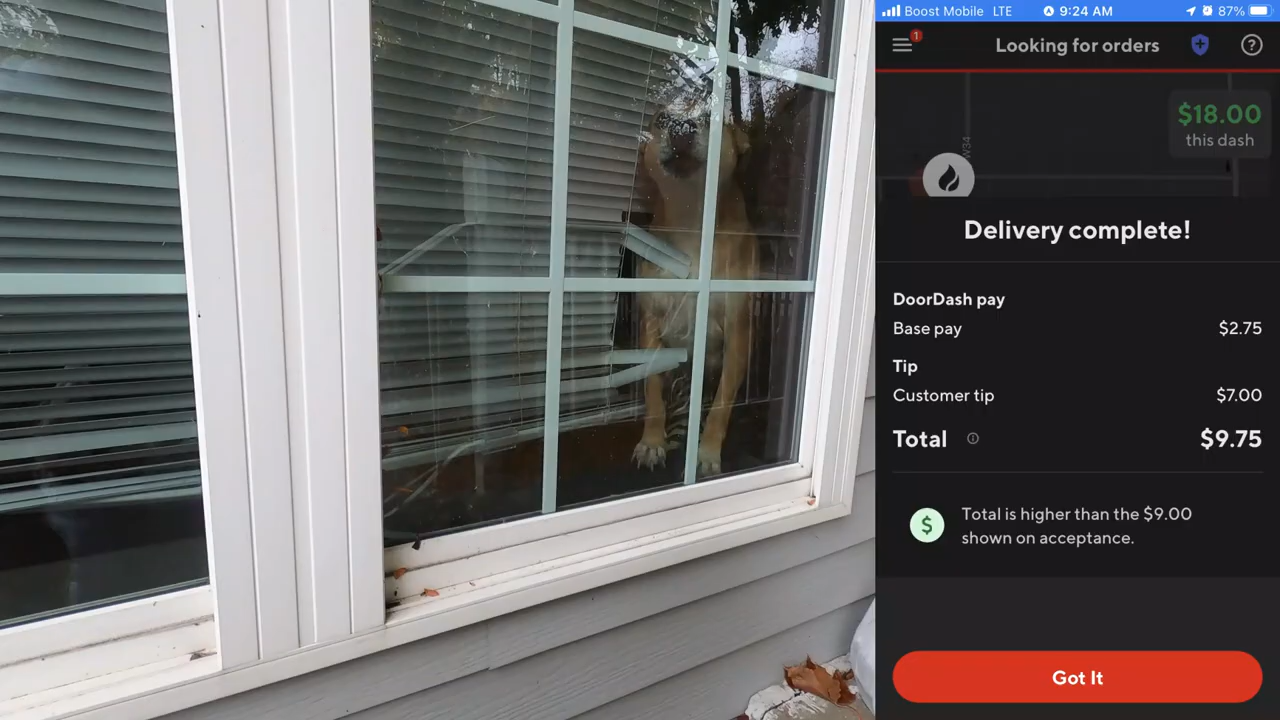 Boost Mobile LTE 9:24 AM 87%
1
Looking for orders
$18.00
this dash
W34
Delivery complete!
DoorDash pay
Base pay $2.75
Tip
Customer tip $7.00
Total $9.75
$ Total is higher than the $9.00
shown on acceptance.
Got It